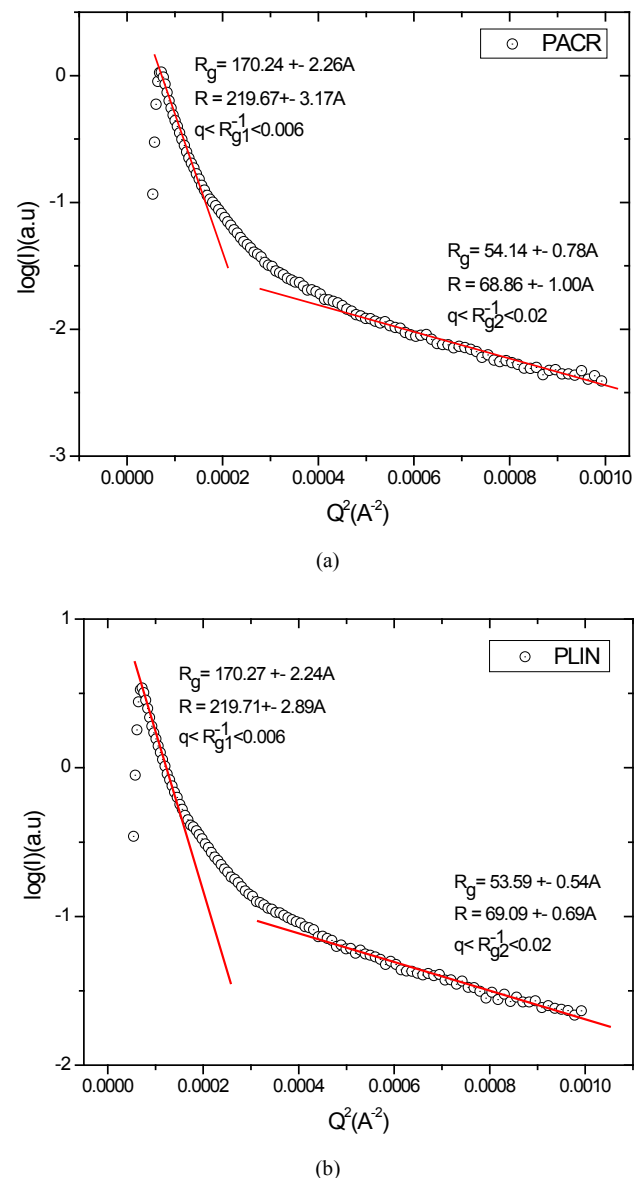 PACR
R_g = 170.24 +- 2.26A
R = 219.67+- 3.17A
q< R_g1^-1 <0.006
R_g = 54.14 +- 0.78A
R = 68.86 +- 1.00A
q< R_g2^-1 <0.02
log(I)(a.u)
0
-1
-2
-3
0.0000 0.0002 0.0004 0.0006 0.0008 0.0010
Q^2(A^-2)
(a)
PLIN
R_g = 170.27 +- 2.24A
R = 219.71+- 2.89A
q< R_g1^-1 <0.006
R_g = 53.59 +- 0.54A
R = 69.09 +- 0.69A
q< R_g2^-1 <0.02
log(I)(a.u)
1
0
-1
-2
0.0000 0.0002 0.0004 0.0006 0.0008 0.0010
Q^2(A^-2)
(b)